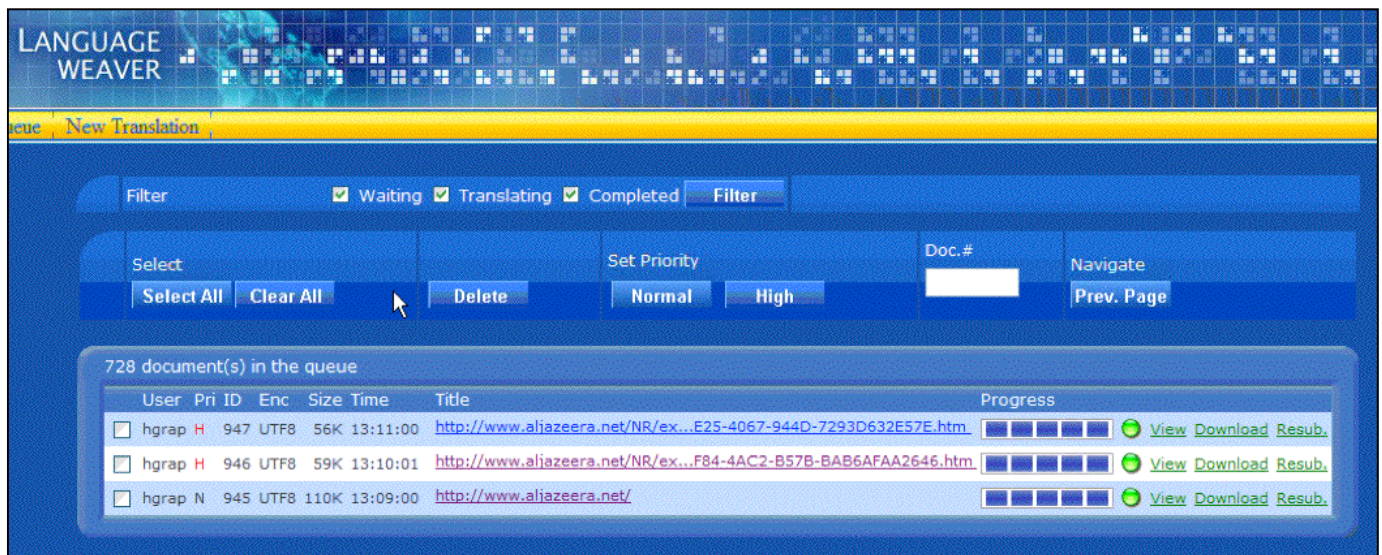 LANGUAGE
WEAVER
ieue New Translation
Filter Waiting Translating Completed Filter
Select Set Priority Doc.# Navigate
Select All Clear All Delete Normal High Prev. Page
728 document(s) in the queue
User Pri ID Enc Size Time Title Progress
hgrap H 947 UTF8 56K 13:11:00 http://www.aljazeera.net/NR/ex...E25-4067-944D-7293D632E57E.htm View Download Resub.
hgrap H 946 UTF8 59K 13:10:01 http://www.aljazeera.net/NR/ex...F84-4AC2-B57B-BAB6AFAA2646.htm View Download Resub.
hgrap N 945 UTF8 110K 13:09:00 http://www.aljazeera.net/ View Download Resub.